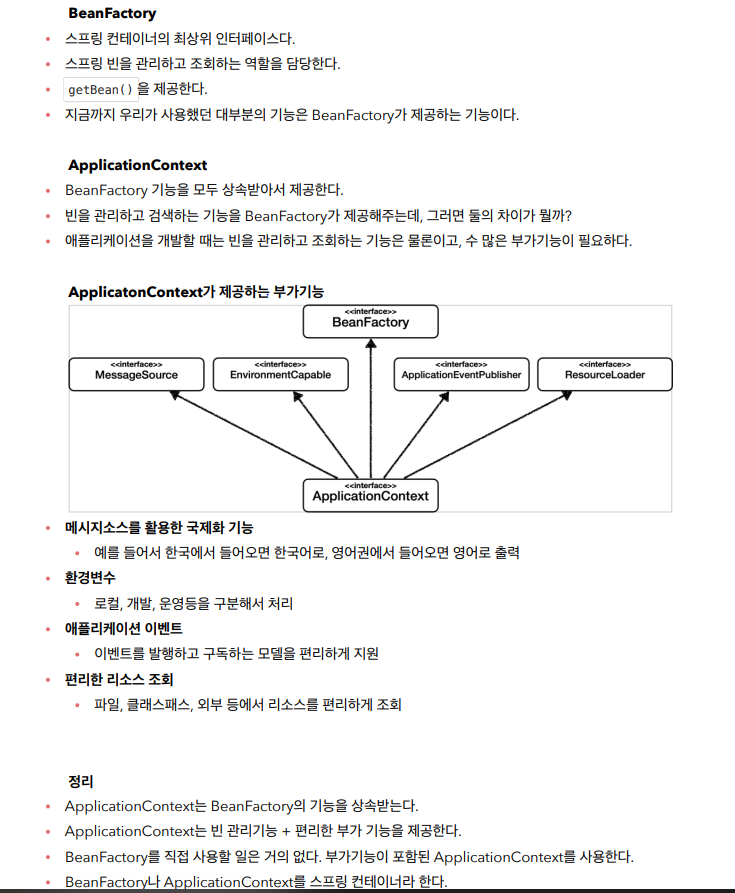 BeanFactory
스프링 컨테이너의 최상위 인터페이스다.
스프링 빈을 관리하고 조회하는 역할을 담당한다.
getBean() 을 제공한다.
지금까지 우리가 사용했던 대부분의 기능은 BeanFactory가 제공하는 기능이다.
ApplicationContext
BeanFactory 기능을 모두 상속받아서 제공한다.
빈을 관리하고 검색하는 기능을 BeanFactory가 제공해주는데, 그러면 둘의 차이가 뭘까?
애플리케이션을 개발할 때는 빈을 관리하고 조회하는 기능은 물론이고, 수 많은 부가기능이 필요하다.
ApplicatonContext가 제공하는 부가기능
<<interface>>
BeanFactory
<<interface>>
MessageSource
<<interface>>
EnvironmentCapable
<<interface>>
ApplicationEventPublisher
<<interface>>
ResourceLoader
<<interface>>
ApplicationContext
메시지소스를 활용한 국제화 기능
예를 들어서 한국에서 들어오면 한국어로, 영어권에서 들어오면 영어로 출력
환경변수
로컬, 개발, 운영등을 구분해서 처리
애플리케이션 이벤트
이벤트를 발행하고 구독하는 모델을 편리하게 지원
편리한 리소스 조회
파일, 클래스패스, 외부 등에서 리소스를 편리하게 조회
정리
ApplicationContext는 BeanFactory의 기능을 상속받는다.
ApplicationContext는 빈 관리기능 + 편리한 부가 기능을 제공한다.
BeanFactory를 직접 사용할 일은 거의 없다. 부가기능이 포함된 ApplicationContext를 사용한다.
BeanFactory나 ApplicationContext를 스프링 컨테이너라 한다.